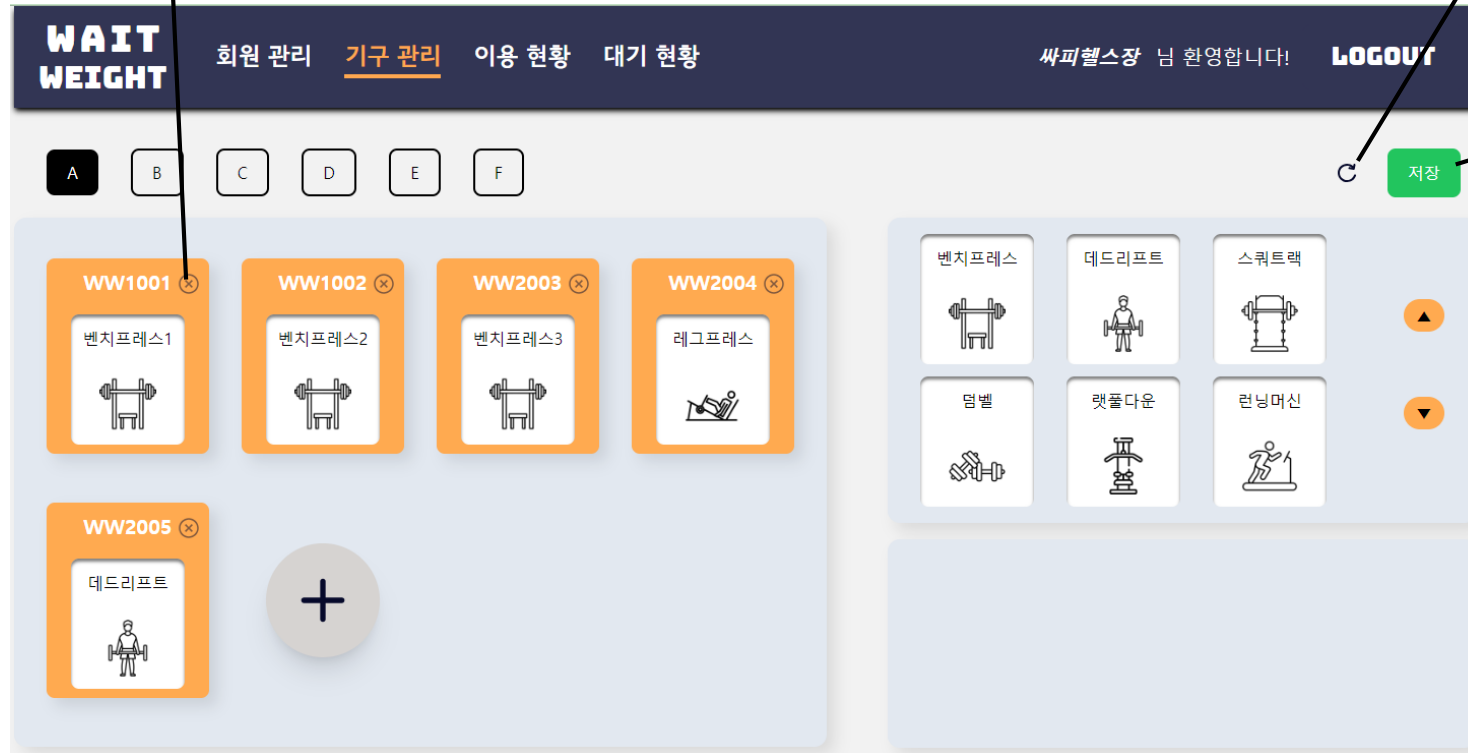 WAIT
WEIGHT
회원 관리 기구 관리 이용 현황 대기 현황
싸피헬스장 님 환영합니다! LOGOUT
A B C D E F
저장
WW1001 WW1002 WW2003 WW2004
벤치프레스1 벤치프레스2 벤치프레스3 레그프레스
WW2005
데드리프트
벤치프레스 데드리프트 스쿼트랙
덤벨 랫풀다운 런닝머신